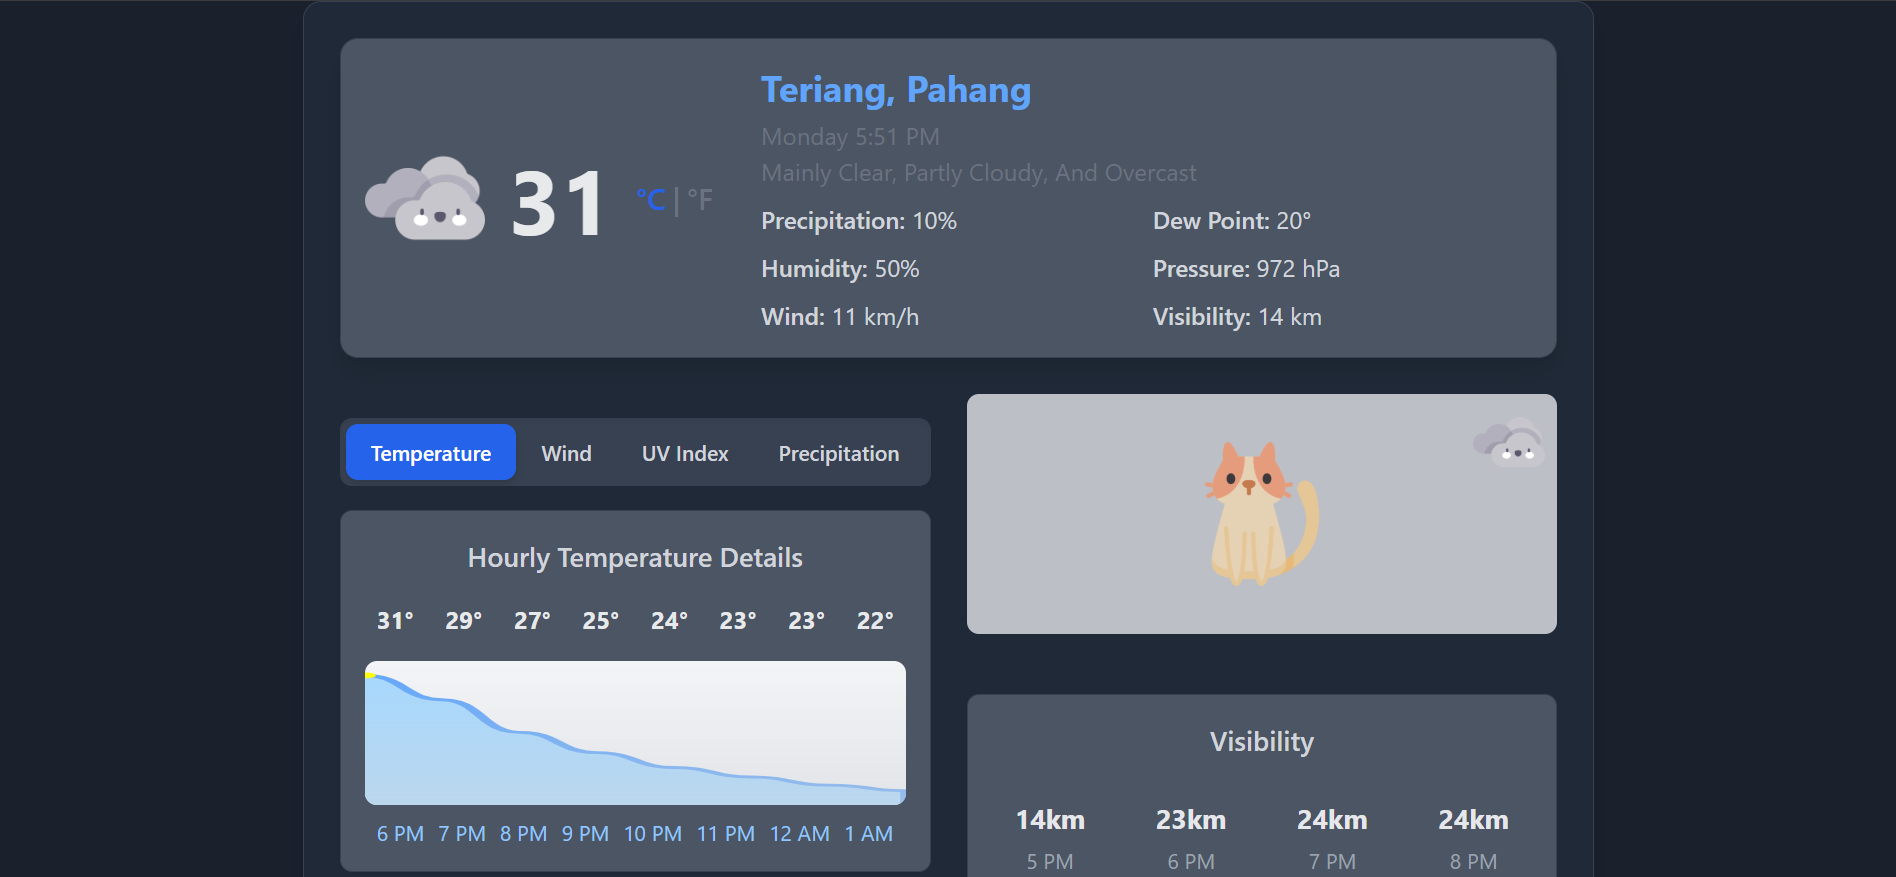 Teriang, Pahang
Monday 5:51 PM
Mainly Clear, Partly Cloudy, And Overcast
31 °C | °F
Precipitation: 10% Dew Point: 20°
Humidity: 50% Pressure: 972 hPa
Wind: 11 km/h Visibility: 14 km
Temperature Wind UV Index Precipitation
Hourly Temperature Details
31° 29° 27° 25° 24° 23° 23° 22°
6 PM 7 PM 8 PM 9 PM 10 PM 11 PM 12 AM 1 AM
Visibility
14km 23km 24km 24km
5 PM 6 PM 7 PM 8 PM